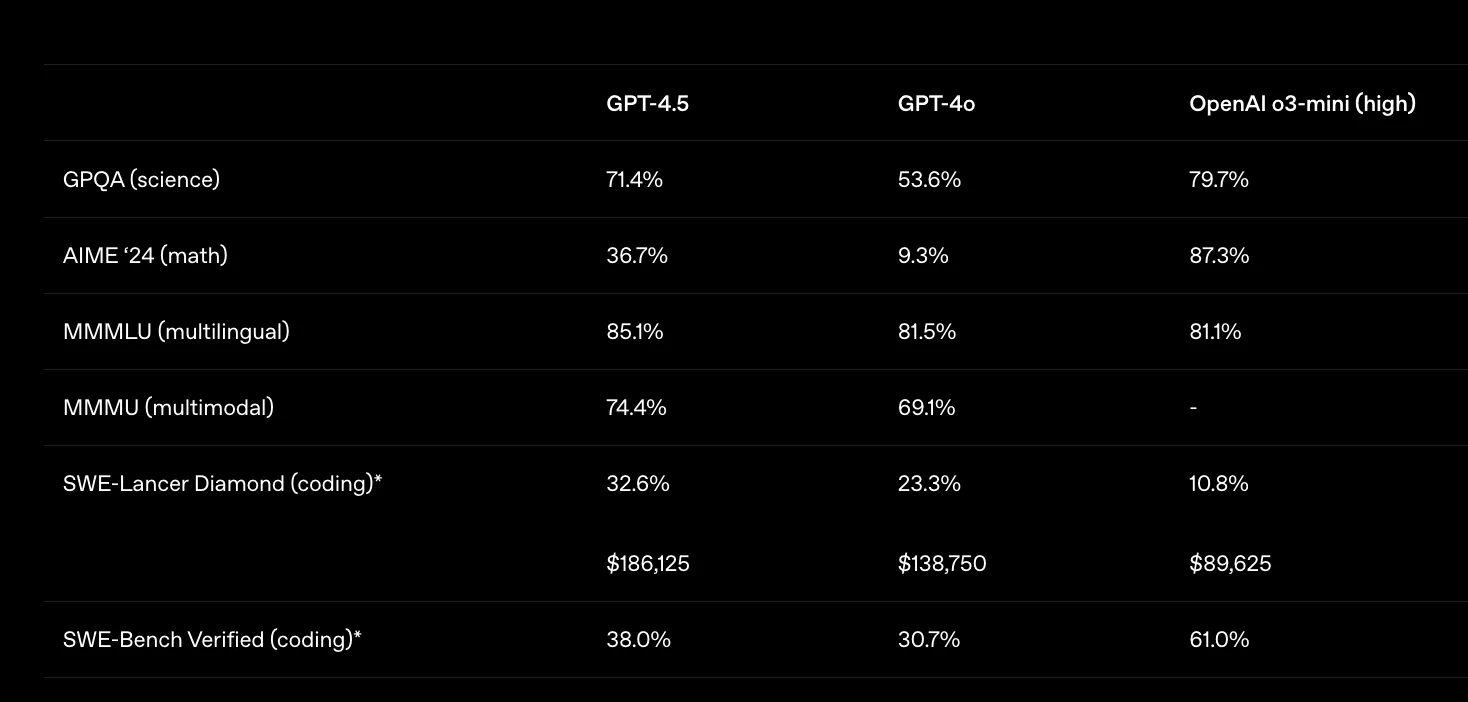 GPT-4.5 GPT-4o OpenAI o3-mini (high)
GPQA (science) 71.4% 53.6% 79.7%
AIME ‘24 (math) 36.7% 9.3% 87.3%
MMMLU (multilingual) 85.1% 81.5% 81.1%
MMMU (multimodal) 74.4% 69.1% -
SWE-Lancer Diamond (coding)* 32.6% 23.3% 10.8%
$186,125 $138,750 $89,625
SWE-Bench Verified (coding)* 38.0% 30.7% 61.0%